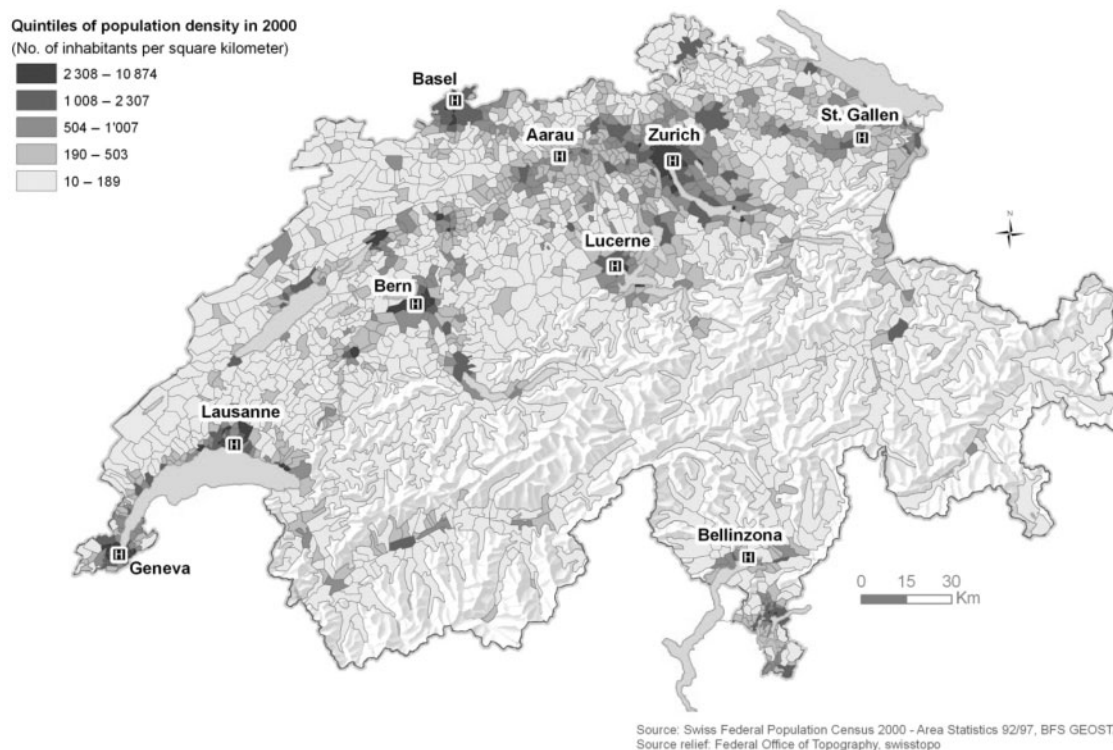 Quintiles of population density in 2000
(No. of inhabitants per square kilometer)
2 308 – 10 874
1 008 – 2 307
504 – 1'007
190 – 503
10 – 189
Basel
Aarau
Zurich
St. Gallen
N
Lucerne
Bern
Lausanne
Geneva
Bellinzona
H
H
H
H
H
H
H
H
H
0 15 30
Km
Source: Swiss Federal Population Census 2000 - Area Statistics 92/97, BFS GEOST
Source relief: Federal Office of Topography, swisstopo